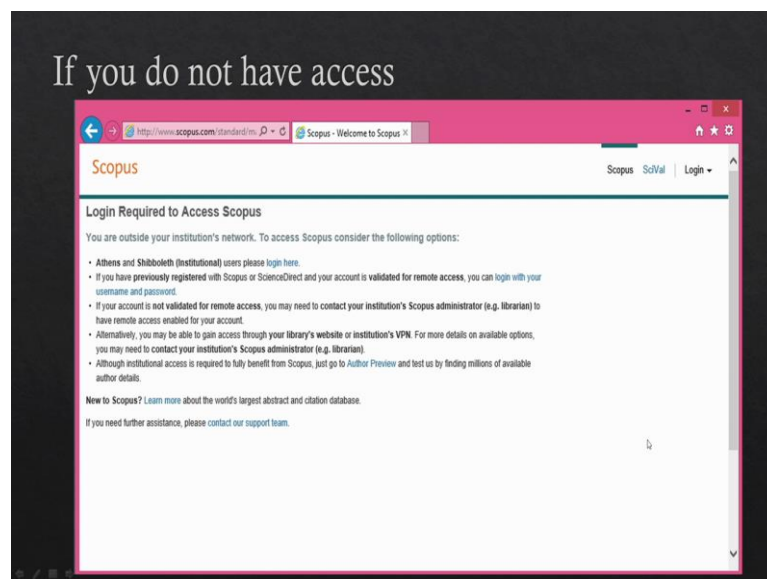 If you do not have access
http://www.scopus.com/standard/m.
Scopus - Welcome to Scopus ×
Scopus
Scopus SciVal | Login
Login Required to Access Scopus
You are outside your institution's network. To access Scopus consider the following options:
• Athens and Shibboleth (Institutional) users please login here.
• If you have previously registered with Scopus or ScienceDirect and your account is validated for remote access, you can login with your
username and password.
• If your account is not validated for remote access, you may need to contact your institution's Scopus administrator (e.g. librarian) to
have remote access enabled for your account.
• Alternatively, you may be able to gain access through your library's website or institution's VPN. For more details on available options,
you may need to contact your institution's Scopus administrator (e.g. librarian).
• Although institutional access is required to fully benefit from Scopus, just go to Author Preview and test us by finding millions of available
author details.
New to Scopus? Learn more about the world's largest abstract and citation database.
If you need further assistance, please contact our support team.